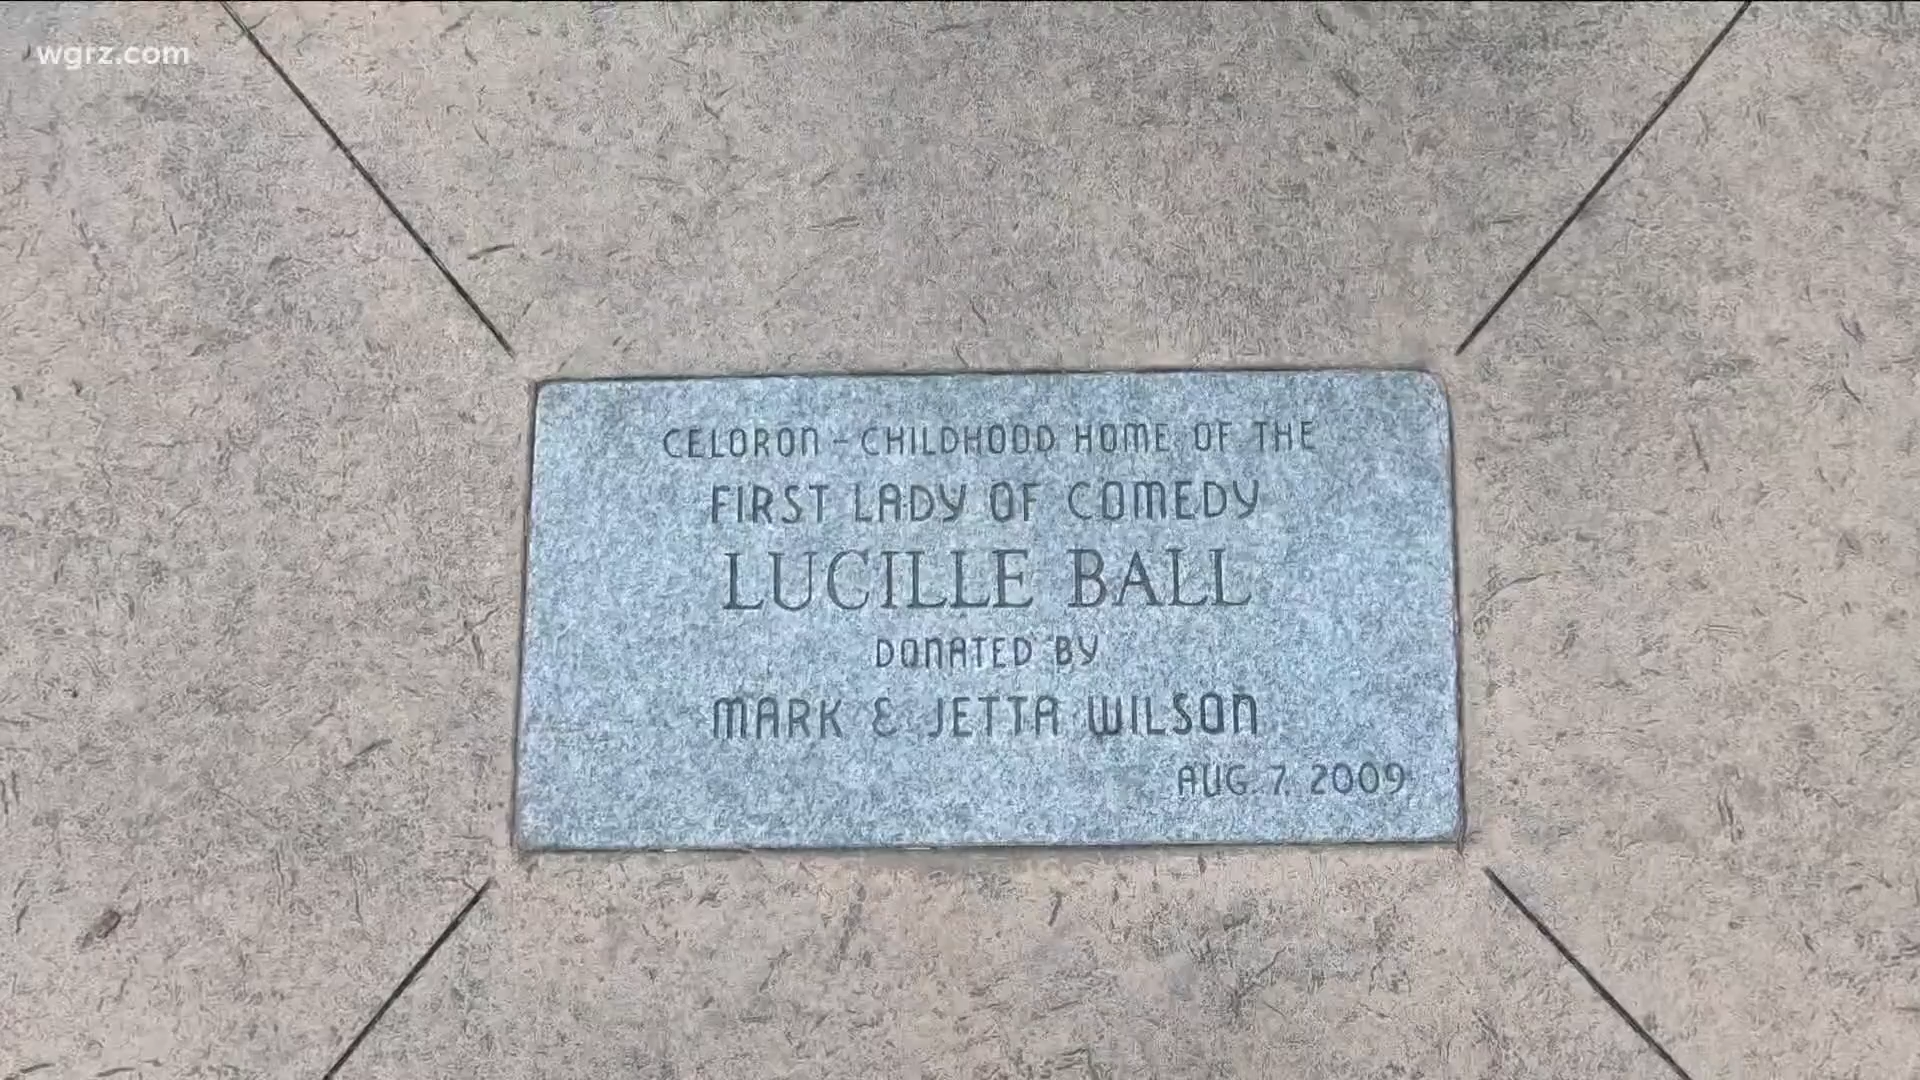 wgrz.com
CELORON - CHILDHOOD HOME OF THE
FIRST LADY OF COMEDY
LUCILLE BALL
DONATED BY
MARK & JETTA WILSON
AUG. 7, 2009